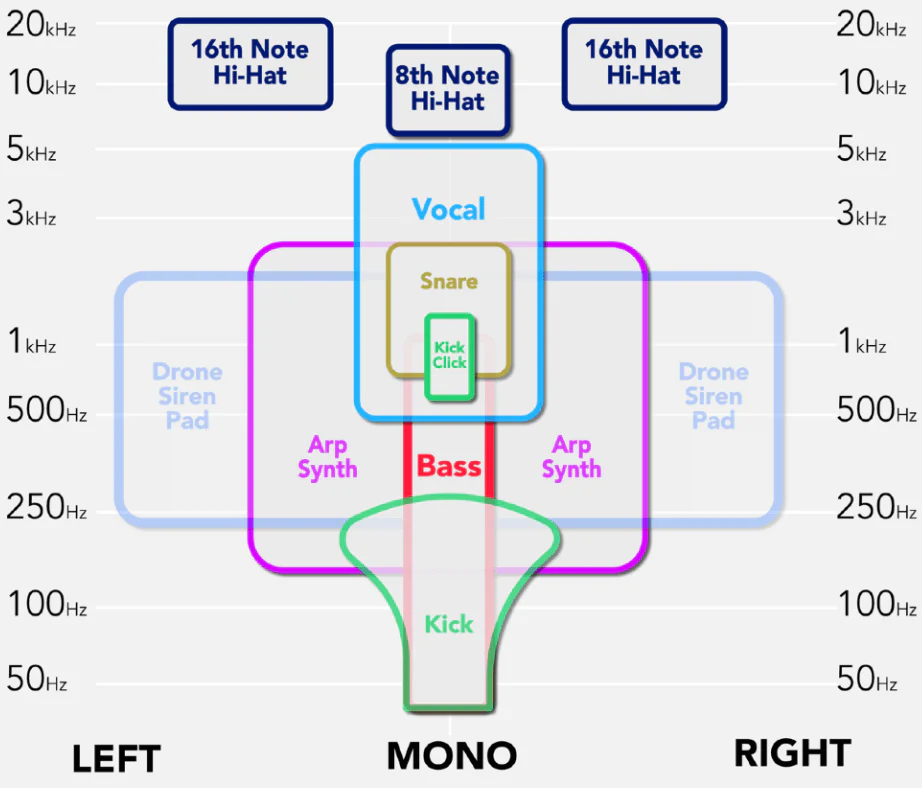 20kHz
20kHz
16th Note
Hi-Hat
8th Note
Hi-Hat
16th Note
Hi-Hat
10kHz
10kHz
5kHz
5kHz
Vocal
3kHz
3kHz
Snare
1kHz
Kick
Click
1kHz
Drone
Siren
Pad
Drone
Siren
Pad
500Hz
500Hz
Arp
Synth
Bass
Arp
Synth
250Hz
250Hz
100Hz
Kick
100Hz
50Hz
50Hz
LEFT
MONO
RIGHT